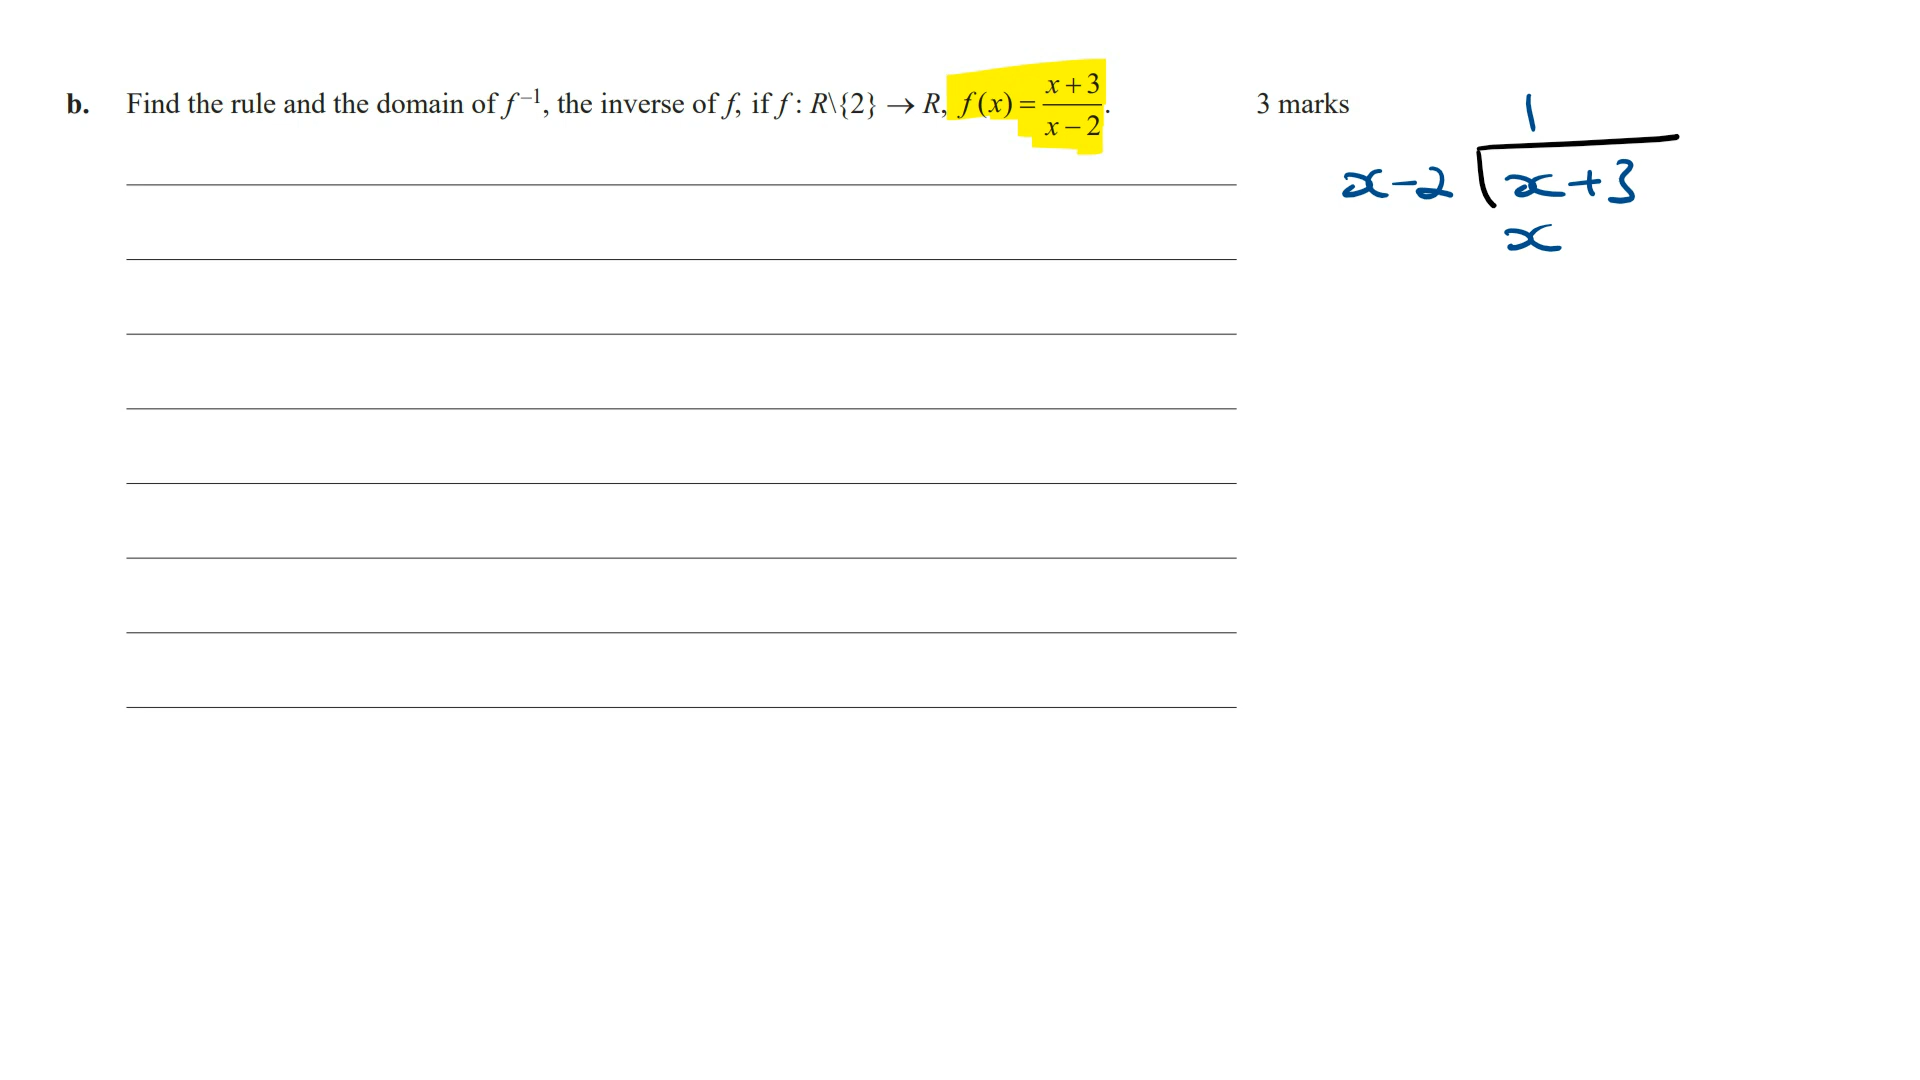 b. Find the rule and the domain of f⁻¹, the inverse of f, if f : R\{2} → R, f(x) = (x + 3)/(x − 2). 3 marks
1
x-2 x+3
x